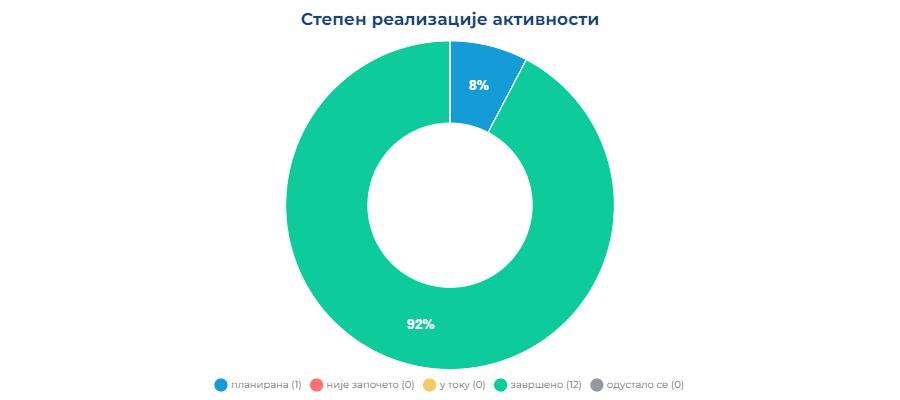 Степен реализације активности
8%
92%
планирана (1) није започето (0) у току (0) завршено (12) одустало се (0)